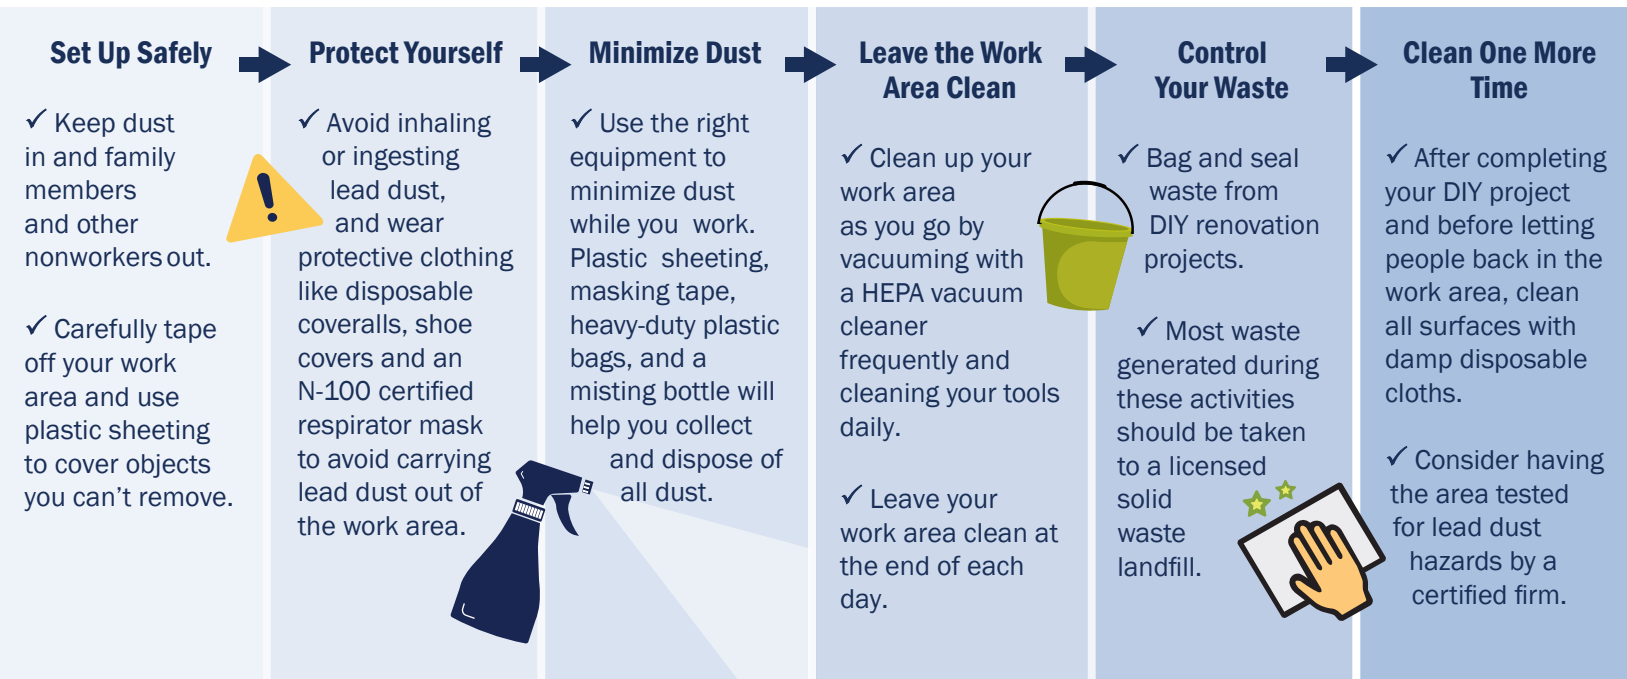 Set Up Safely
✓ Keep dust
in and family
members
and other
nonworkers out.
✓ Carefully tape
off your work
area and use
plastic sheeting
to cover objects
you can't remove.
Protect Yourself
✓ Avoid inhaling
or ingesting
lead dust,
and wear
protective clothing
like disposable
coveralls, shoe
covers and an
N-100 certified
respirator mask
to avoid carrying
lead dust out of
the work area.
Minimize Dust
✓ Use the right
equipment to
minimize dust
while you work.
Plastic sheeting,
masking tape,
heavy-duty plastic
bags, and a
misting bottle will
help you collect
and dispose of
all dust.
Leave the Work
Area Clean
✓ Clean up your
work area
as you go by
vacuuming with
a HEPA vacuum
cleaner
frequently and
cleaning your tools
daily.
✓ Leave your
work area clean at
the end of each
day.
Control
Your Waste
✓ Bag and seal
waste from
DIY renovation
projects.
✓ Most waste
generated during
these activities
should be taken
to a licensed
solid
waste
landfill.
Clean One More
Time
✓ After completing
your DIY project
and before letting
people back in the
work area, clean
all surfaces with
damp disposable
cloths.
✓ Consider having
the area tested
for lead dust
hazards by a
certified firm.